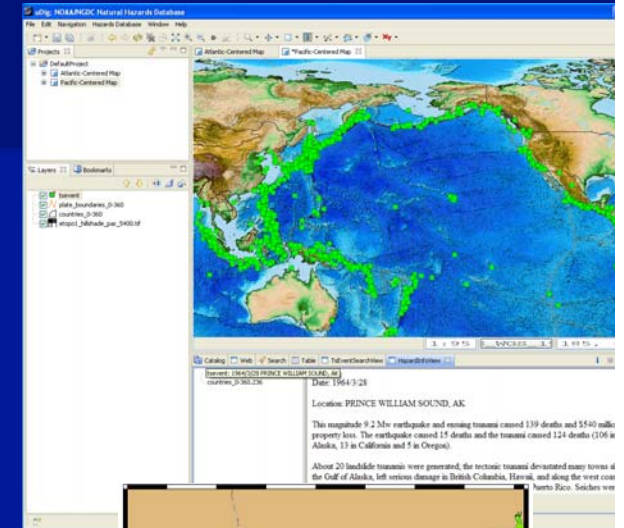 uDig: NOAA/NGDC Natural Hazards Database
File Edit Navigation Hazards Database Window Help
Projects
DefaultProject
Atlantic-Centered Map
Pacific-Centered Map
Layers
Bookmarks
tsevent
plate_boundaries_0-360
countries_0-360
etopo1_hillshade_pac_5400.tif
Atlantic-Centered Map
*Pacific-Centered Map
Catalog Web Search Table TsEventSearchView HazardInfoView
tsevent: 1964/3/28 PRINCE WILLIAM SOUND, AK
countries_0-360.236
Date: 1964/3/28
Location: PRINCE WILLIAM SOUND, AK
This magnitude 9.2 Mw earthquake and ensuing tsunami caused 139 deaths and $540 millio
property loss. The earthquake caused 15 deaths and the tsunami caused 124 deaths (106 in
Alaska, 13 in California and 5 in Oregon).
About 20 landslide tsunamis were generated, the tectonic tsunami devastated many towns al
the Gulf of Alaska, left serious damage in British Columbia, Hawaii, and along the west coas
Puerto Rico. Seiches were